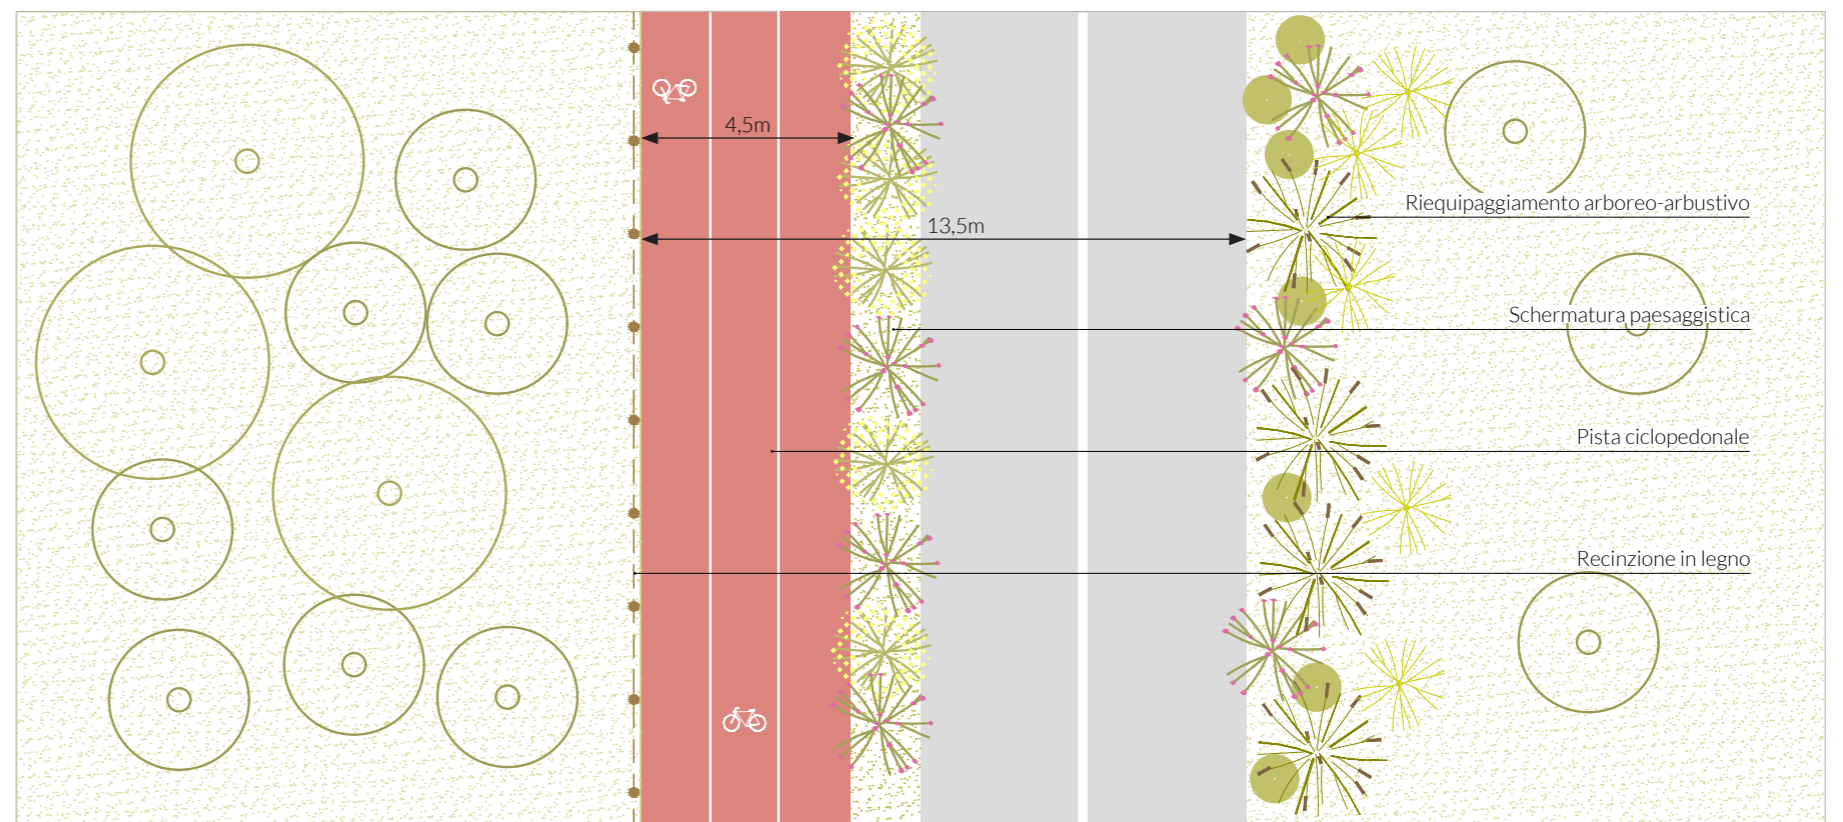 4,5m
13,5m
Riequipaggiamento arboreo-arbustivo
Schermatura paesaggistica
Pista ciclopedonale
Recinzione in legno